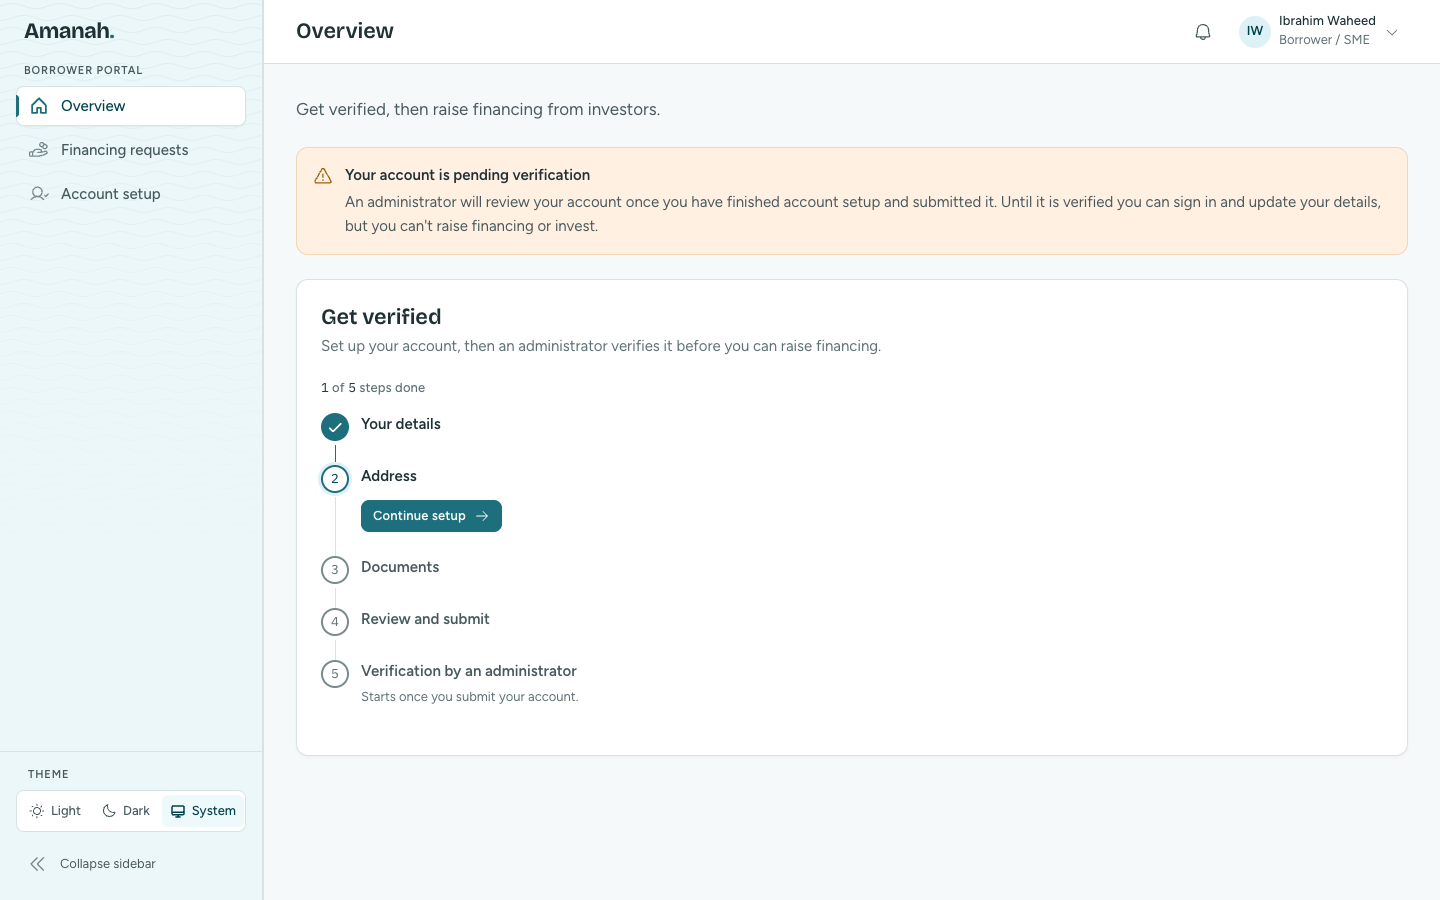 Amanah.
BORROWER PORTAL
Overview
Financing requests
Account setup
THEME
Light
Dark
System
Collapse sidebar
Overview
IW
Ibrahim Waheed
Borrower / SME
Get verified, then raise financing from investors.
Your account is pending verification
An administrator will review your account once you have finished account setup and submitted it. Until it is verified you can sign in and update your details,
but you can't raise financing or invest.
Get verified
Set up your account, then an administrator verifies it before you can raise financing.
1 of 5 steps done
Your details
2 Address
Continue setup
3 Documents
4 Review and submit
5 Verification by an administrator
Starts once you submit your account.